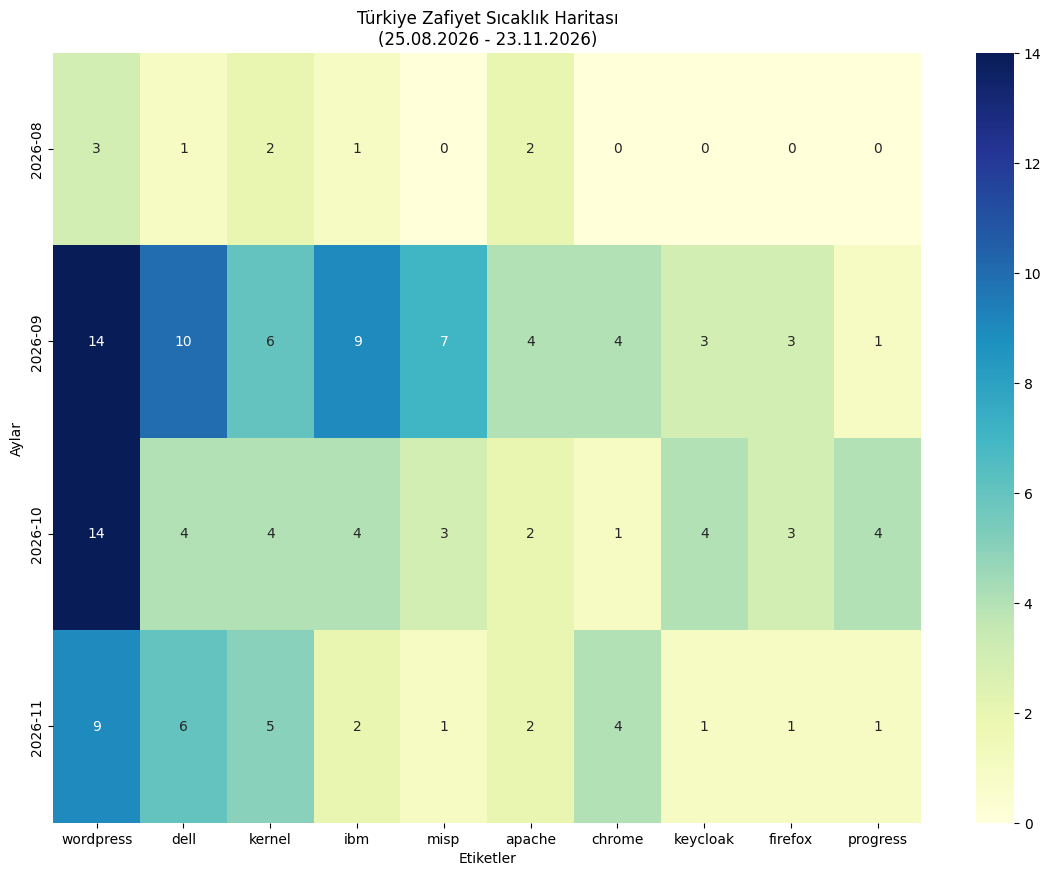 Türkiye Zafiyet Sıcaklık Haritası
(25.08.2026 - 23.11.2026)
Aylar
2026-08
3 1 2 1 0 2 0 0 0 0
2026-09
14 10 6 9 7 4 4 3 3 1
2026-10
14 4 4 4 3 2 1 4 3 4
2026-11
9 6 5 2 1 2 4 1 1 1
wordpress dell kernel ibm misp apache chrome keycloak firefox progress
Etiketler
14
12
10
8
6
4
2
0